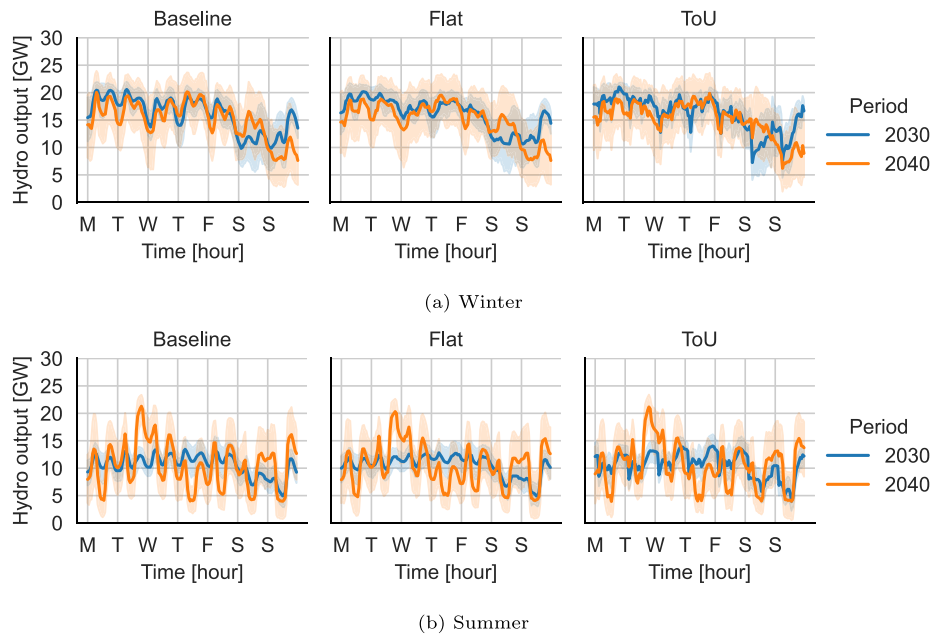 Baseline Flat ToU
Hydro output [GW]
30
25
20
15
10
5
0
M T W T F S S
M T W T F S S
M T W T F S S
Time [hour] Time [hour] Time [hour]
Period
2030
2040
(a) Winter
Baseline Flat ToU
Hydro output [GW]
30
25
20
15
10
5
0
M T W T F S S
M T W T F S S
M T W T F S S
Time [hour] Time [hour] Time [hour]
Period
2030
2040
(b) Summer